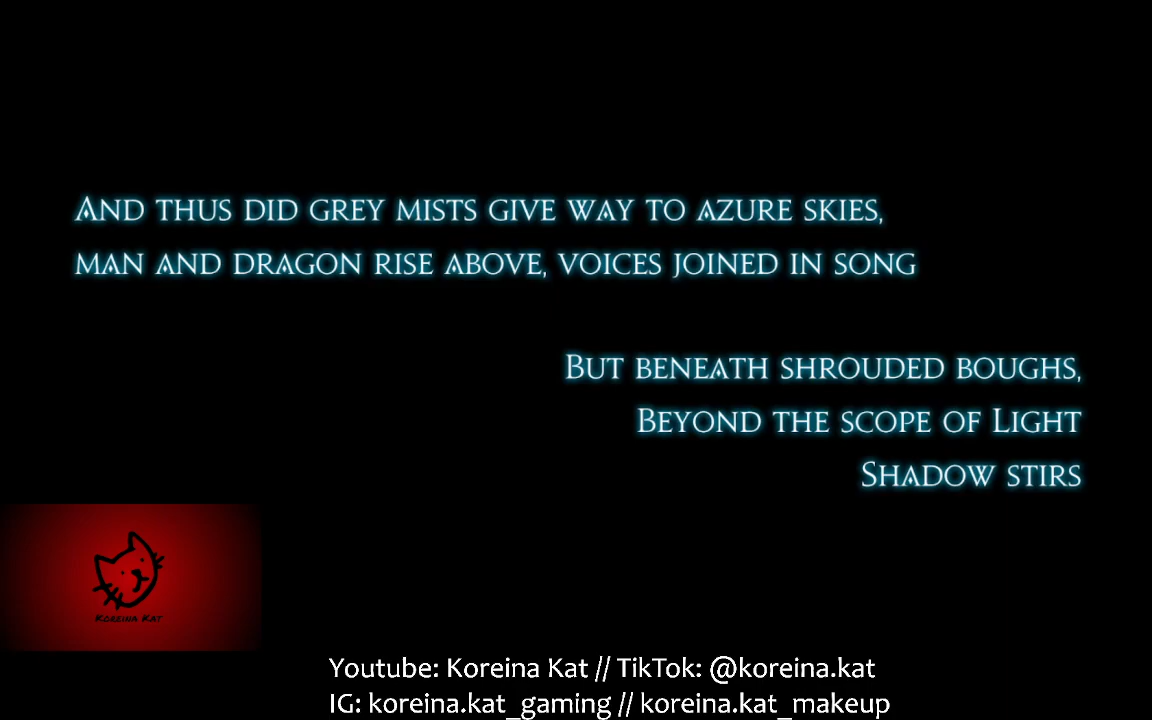 And thus did grey mists give way to azure skies,
man and dragon rise above, voices joined in song
But beneath shrouded boughs,
Beyond the scope of Light
Shadow stirs
Koreina Kat
Youtube: Koreina Kat // TikTok: @koreina.kat
IG: koreina.kat_gaming // koreina.kat_makeup